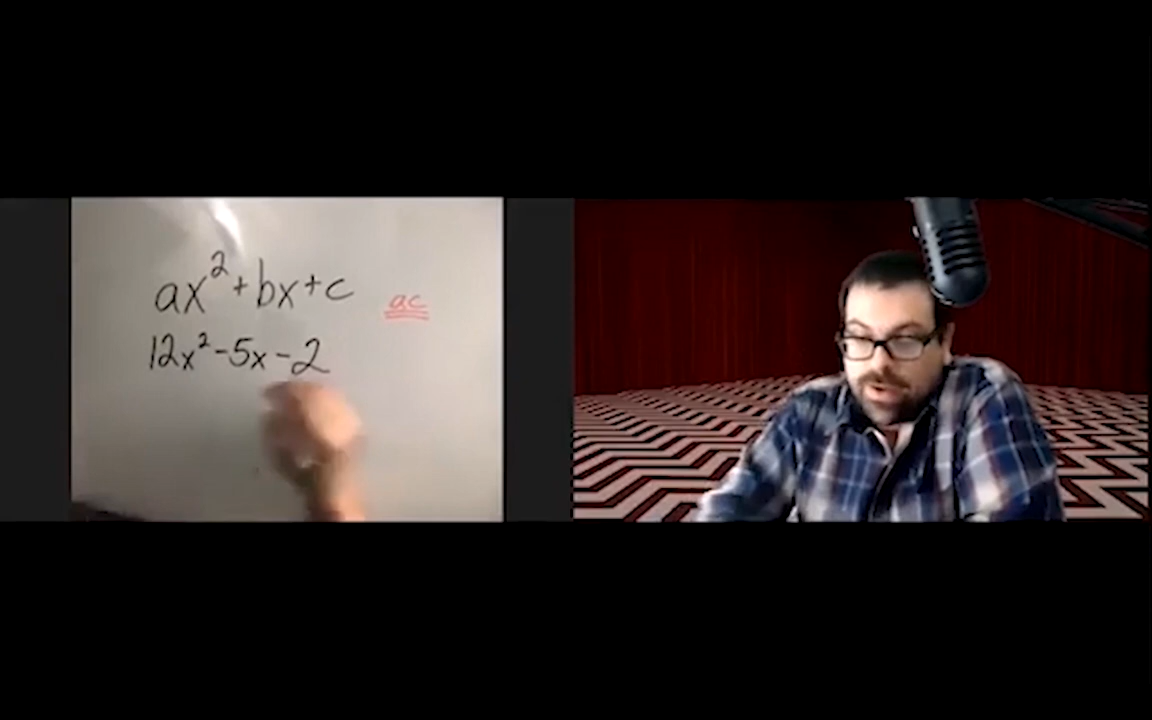 ax² + bx + c
ac
12x² - 5x - 2